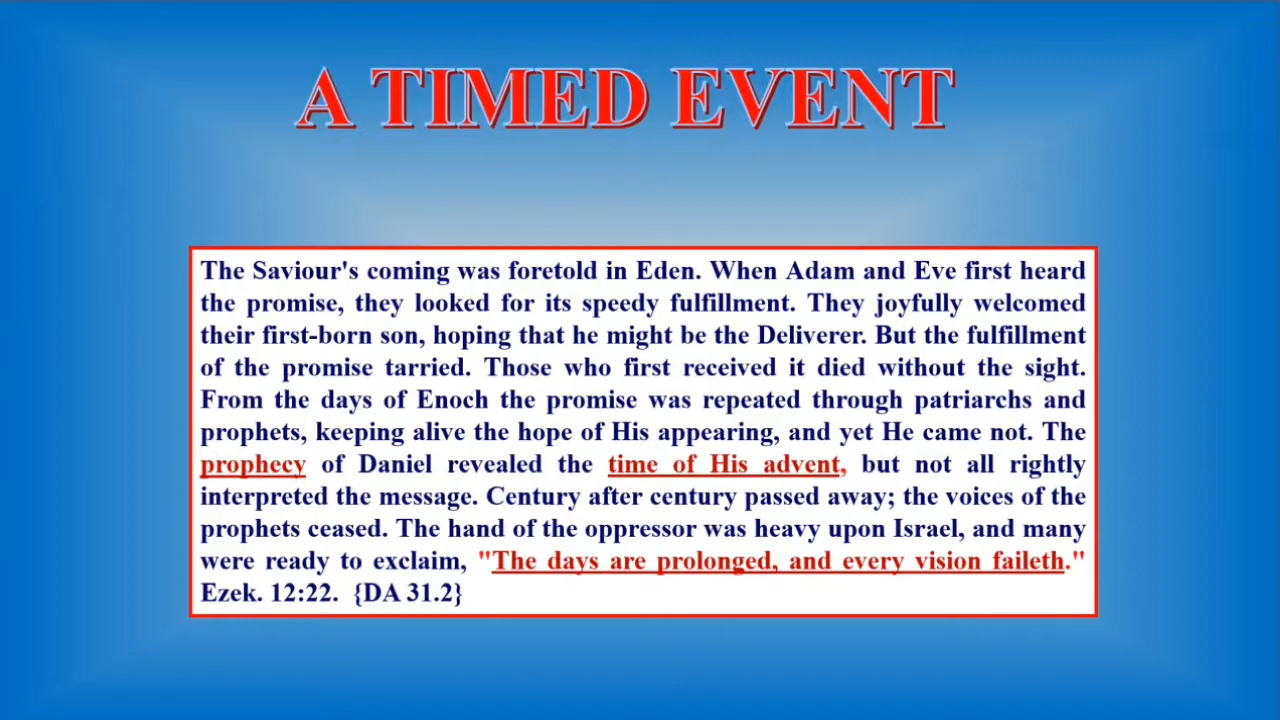 A TIMED EVENT
The Saviour's coming was foretold in Eden. When Adam and Eve first heard
the promise, they looked for its speedy fulfillment. They joyfully welcomed
their first-born son, hoping that he might be the Deliverer. But the fulfillment
of the promise tarried. Those who first received it died without the sight.
From the days of Enoch the promise was repeated through patriarchs and
prophets, keeping alive the hope of His appearing, and yet He came not. The
prophecy of Daniel revealed the time of His advent, but not all rightly
interpreted the message. Century after century passed away; the voices of the
prophets ceased. The hand of the oppressor was heavy upon Israel, and many
were ready to exclaim, "The days are prolonged, and every vision faileth."
Ezek. 12:22. {DA 31.2}